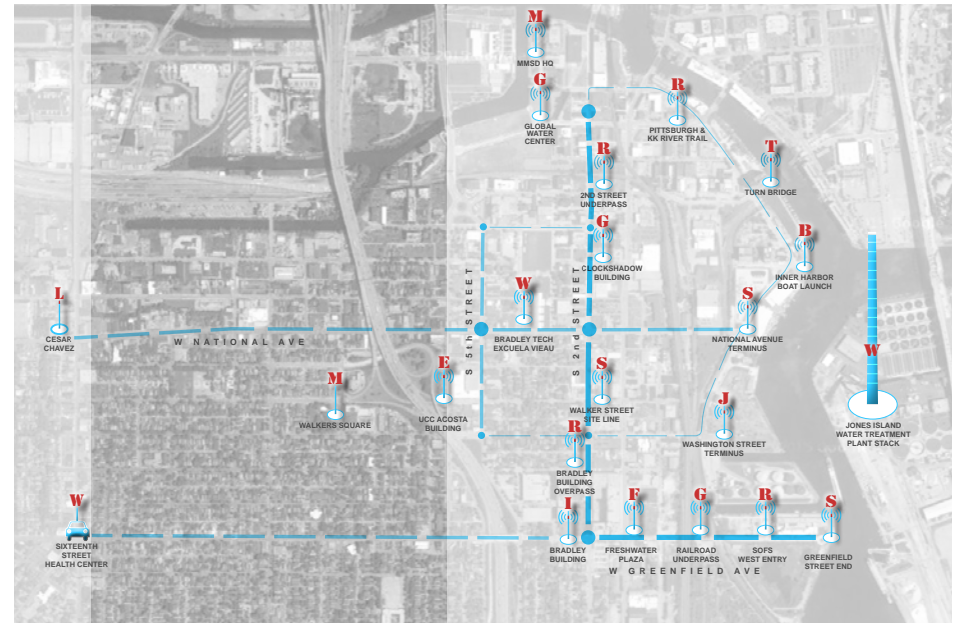 M
MMSD HQ
G
GLOBAL
WATER
CENTER
R
PITTSBURGH &
KK RIVER TRAIL
R
2ND STREET
UNDERPASS
T
TURN BRIDGE
G
CLOCKSHADOW
BUILDING
B
INNER HARBOR
BOAT LAUNCH
L
CESAR
CHAVEZ
W NATIONAL AVE
S 5th STREET
W
BRADLEY TECH
EXCUELA VIEAU
S 2nd STREET
S
NATIONAL AVENUE
TERMINUS
M
WALKERS SQUARE
E
UCC ACOSTA
BUILDING
S
WALKER STREET
SITE LINE
J
WASHINGTON STREET
TERMINUS
W
JONES ISLAND
WATER TREATMENT
PLANT STACK
R
BRADLEY
BUILDING
OVERPASS
W
SIXTEENTH
STREET
HEALTH CENTER
I
BRADLEY
BUILDING
F
FRESHWATER
PLAZA
G
RAILROAD
UNDERPASS
R
SOFS
WEST ENTRY
S
GREENFIELD
STREET END
W GREENFIELD AVE